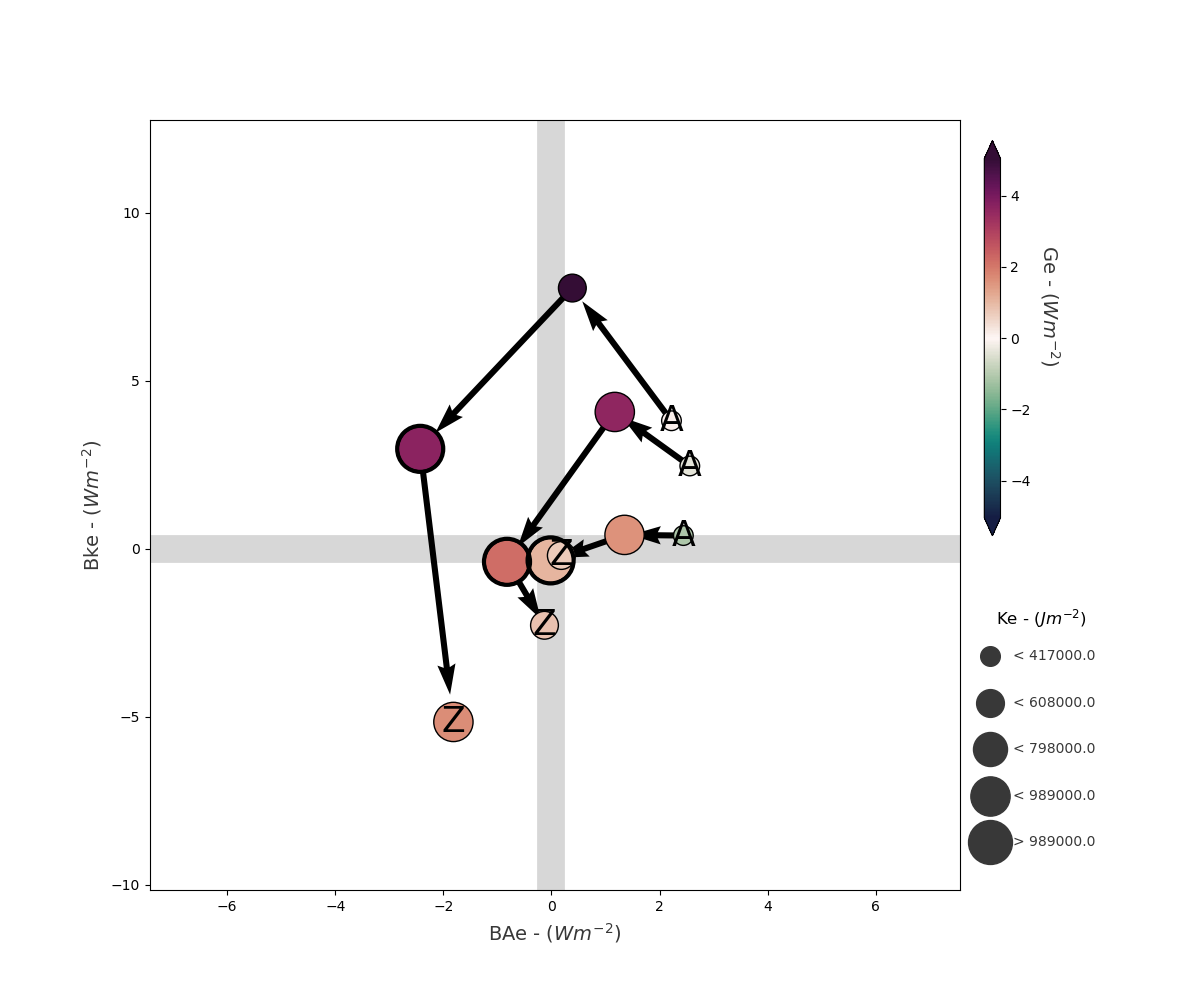 10
5
0
−5
−10
Bke - (Wm⁻²)
−6
−4
−2
0
2
4
6
BAe - (Wm⁻²)
A
A
A
Z
Z
Z
4
2
0
−2
−4
Ge - (Wm⁻²)
Ke - (Jm⁻²)
< 417000.0
< 608000.0
< 798000.0
< 989000.0
> 989000.0